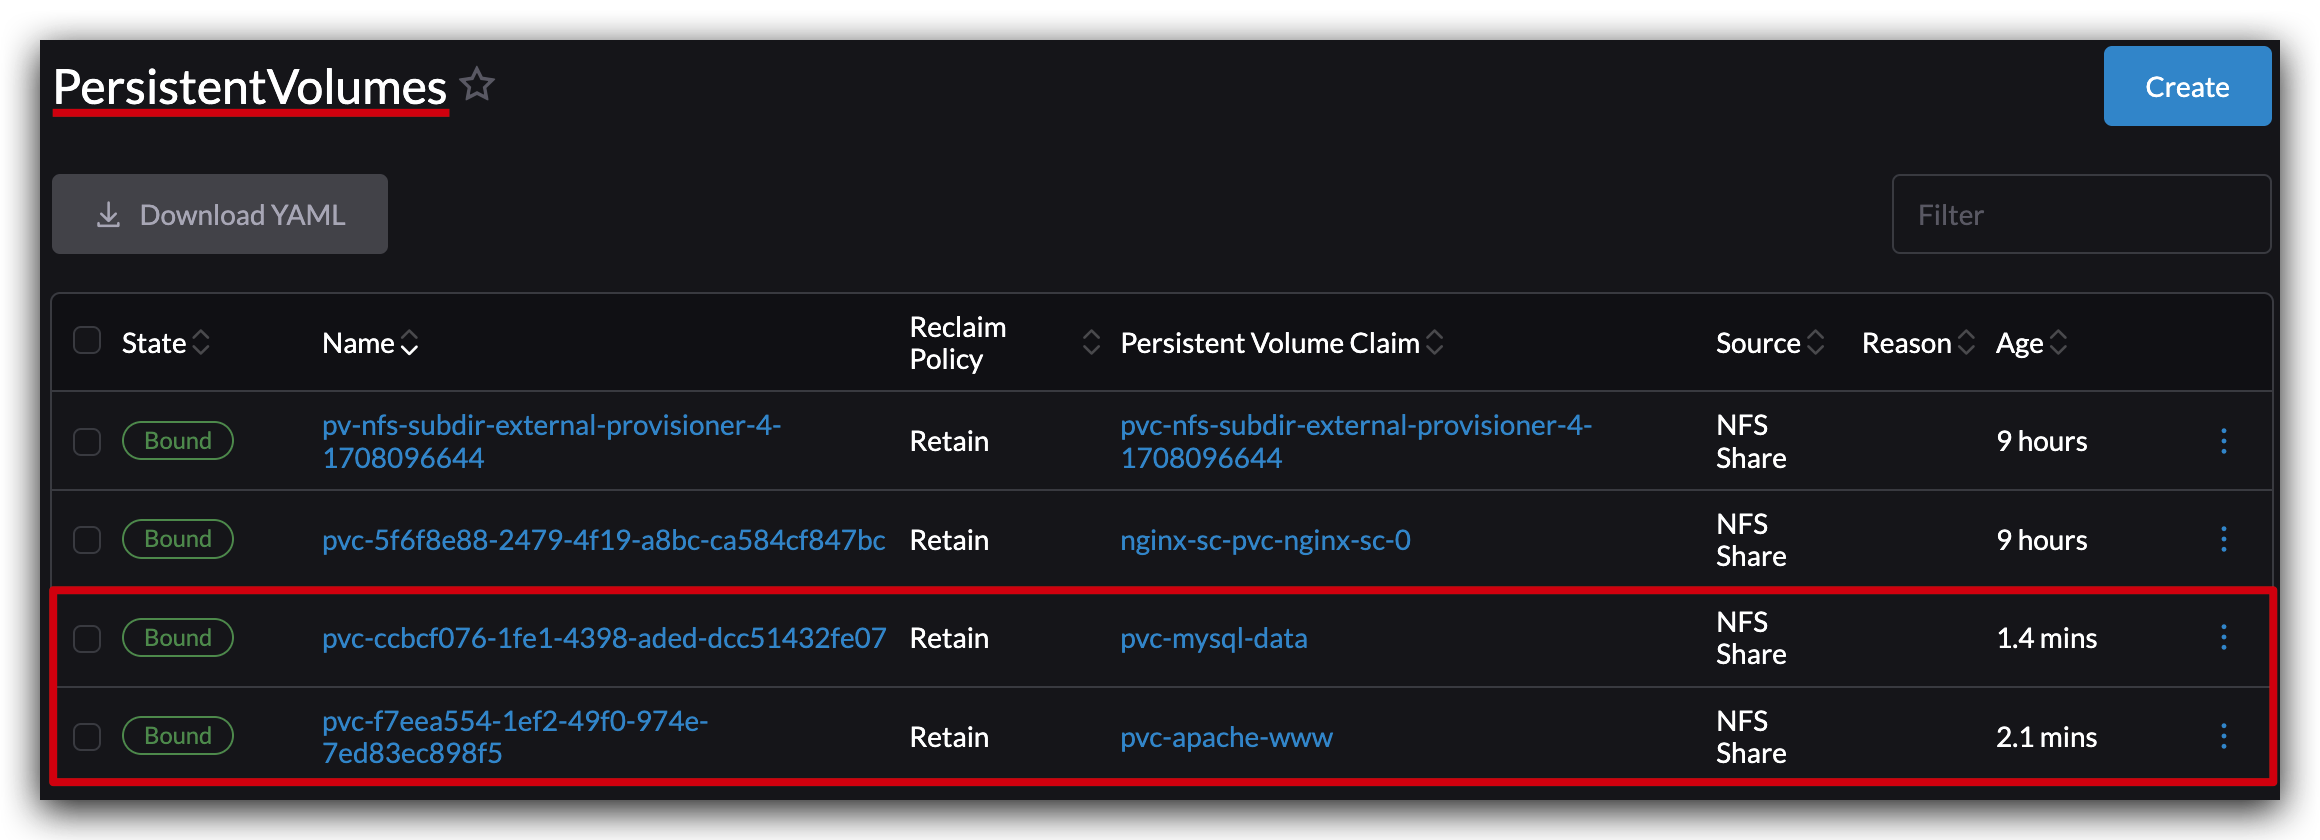 PersistentVolumes
Create
Download YAML
Filter
State
Name
Reclaim
Policy
Persistent Volume Claim
Source
Reason
Age
Bound
pv-nfs-subdir-external-provisioner-4-
1708096644
Retain
pvc-nfs-subdir-external-provisioner-4-
1708096644
NFS
Share
9 hours
Bound
pvc-5f6f8e88-2479-4f19-a8bc-ca584cf847bc
Retain
nginx-sc-pvc-nginx-sc-0
NFS
Share
9 hours
Bound
pvc-ccbcf076-1fe1-4398-aded-dcc51432fe07
Retain
pvc-mysql-data
NFS
Share
1.4 mins
Bound
pvc-f7eea554-1ef2-49f0-974e-
7ed83ec898f5
Retain
pvc-apache-www
NFS
Share
2.1 mins